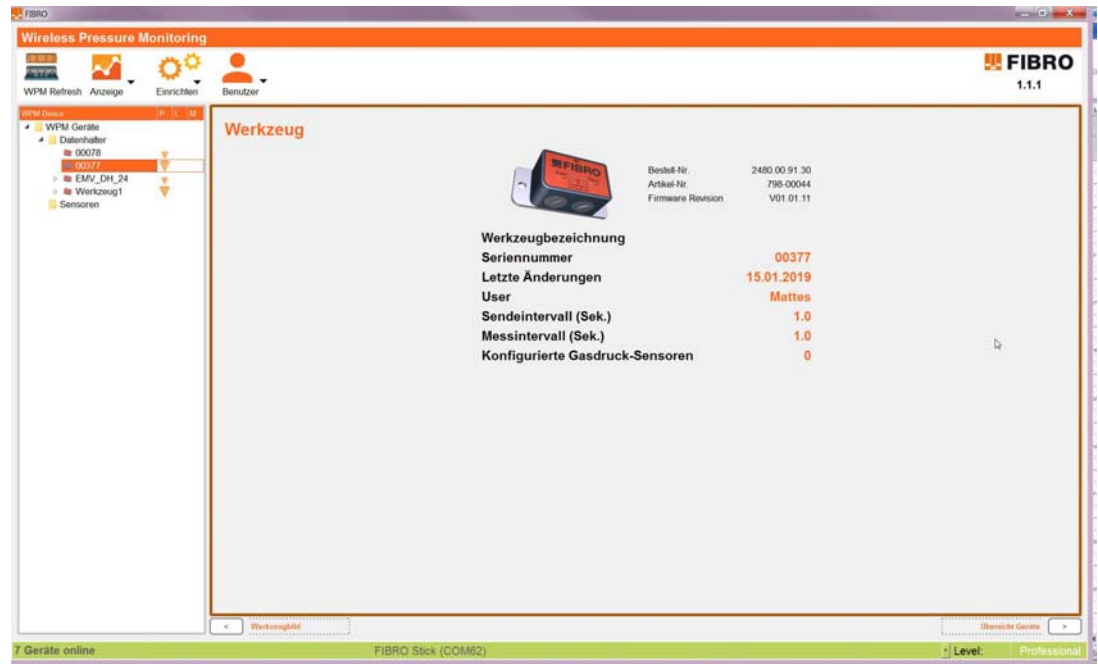 FIBRO
Wireless Pressure Monitoring
WPM Refresh
Anzeige
Einrichten
Benutzer
FIBRO
1.1.1
WPM Device P L M
WPM Geräte
Datenhalter
00078
00377
EMV_DH_24
Werkzeug1
Sensoren
Werkzeug
FIBRO
Bestell-Nr. 2480.00.91.30
Artikel-Nr. 798-00044
Firmware Revision V01.01.11
Werkzeugbezeichnung
Seriennummer 00377
Letzte Änderungen 15.01.2019
User Mattes
Sendeintervall (Sek.) 1.0
Messintervall (Sek.) 1.0
Konfigurierte Gasdruck-Sensoren 0
< Werkzeugbild
Übersicht Geräte >
7 Geräte online
FIBRO Stick (COM62)
Level: Professional